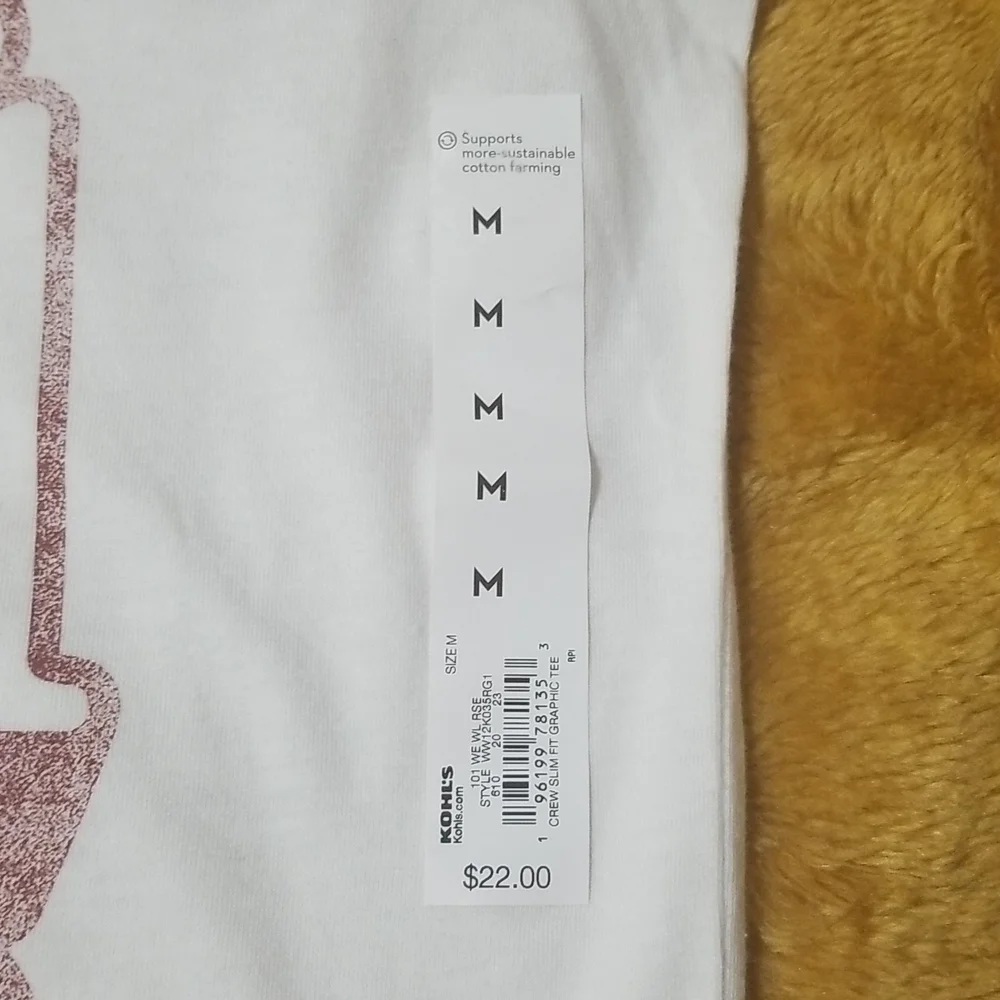 Supports
more-sustainable
cotton farming
M
M
M
M
M
SIZE M
KOHL'S
Kohls.com
101 WE WL RSE
STYLE WW12K035RG1
610 20 23
1 96199 78135 3
CREW SLIM FIT GRAPHIC TEE
RPI
$22.00